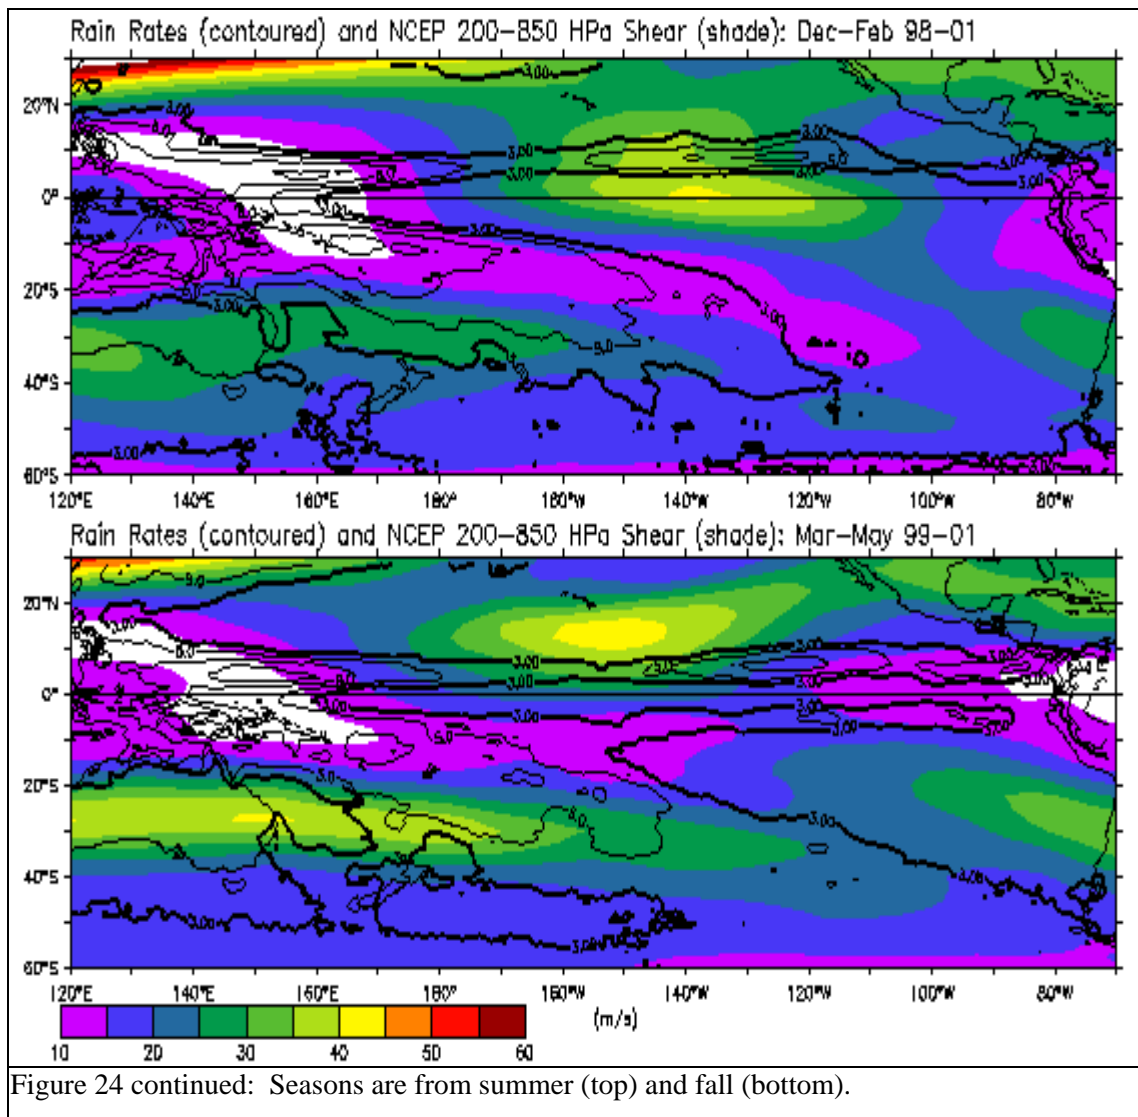 Rain Rates (contoured) and NCEP 200-850 HPa Shear (shade): Dec-Feb 98-01
20°N
0°
20°S
40°S
60°S
120°E 140°E 160°E 180° 160°W 140°W 120°W 100°W 80°W
Rain Rates (contoured) and NCEP 200-850 HPa Shear (shade): Mar-May 99-01
20°N
0°
20°S
40°S
60°S
120°E 140°E 160°E 180° 160°W 140°W 120°W 100°W 80°W
(m/s)
10 20 30 40 50 60
Figure 24 continued: Seasons are from summer (top) and fall (bottom).